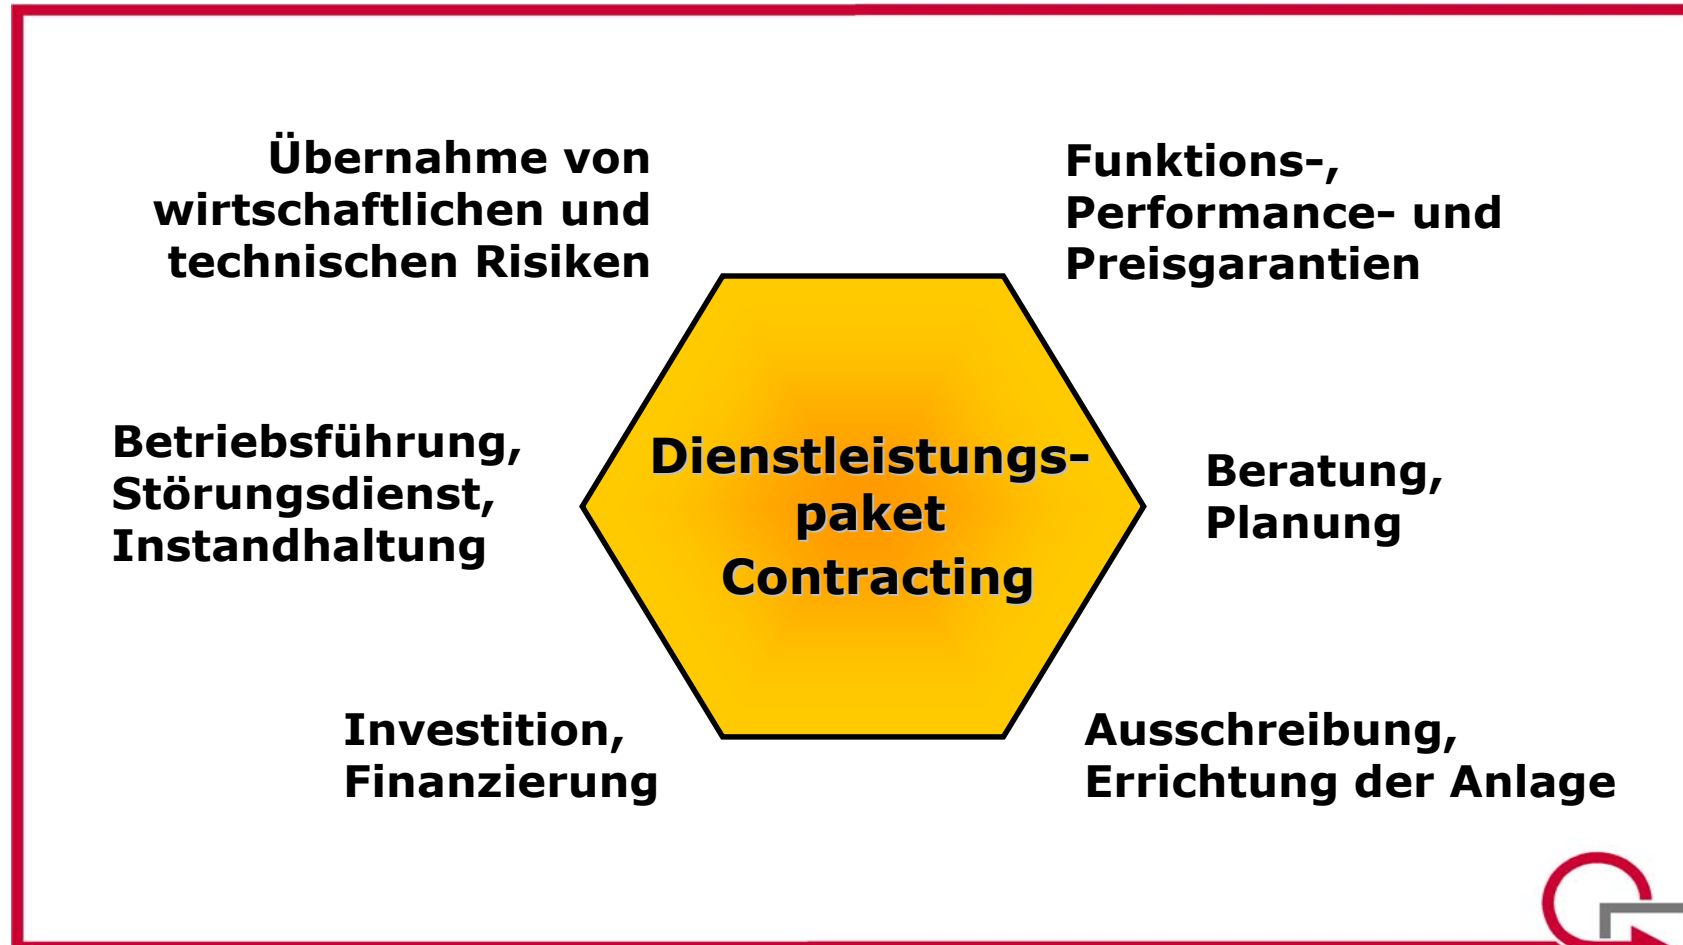 Übernahme von
wirtschaftlichen und
technischen Risiken
Funktions-,
Performance- und
Preisgarantien
Betriebsführung,
Störungsdienst,
Instandhaltung
Dienstleistungs-
paket
Contracting
Beratung,
Planung
Investition,
Finanzierung
Ausschreibung,
Errichtung der Anlage